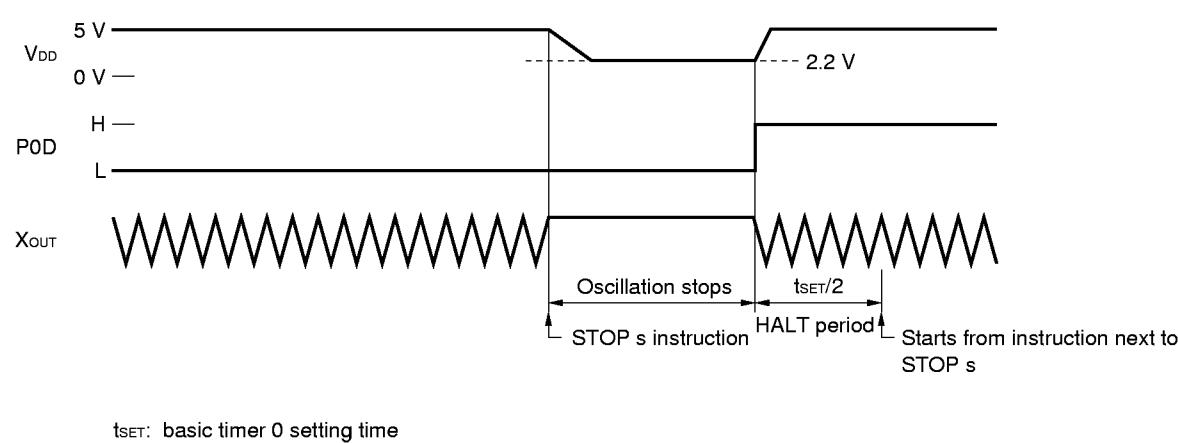 5 V
VDD
2.2 V
0 V
H
P0D
L
XOUT
Oscillation stops
tSET/2
HALT period
STOP s instruction
Starts from instruction next to
STOP s
tSET: basic timer 0 setting time